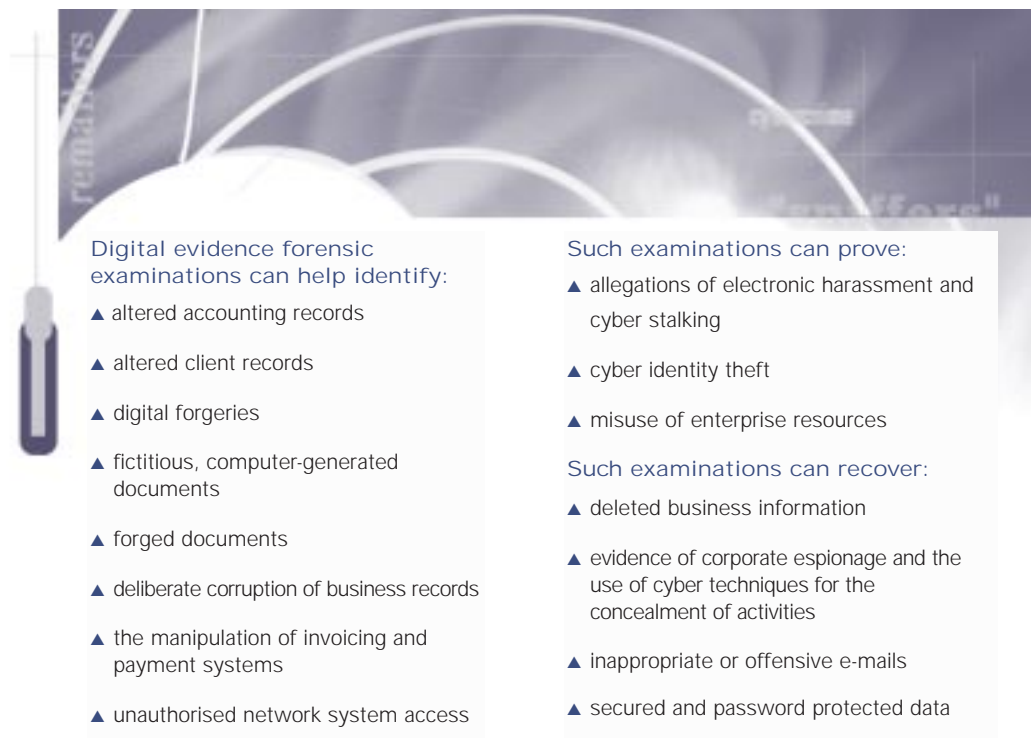 remailers
cybercrime
"sniffers"
Digital evidence forensic
examinations can help identify:
▲ altered accounting records
▲ altered client records
▲ digital forgeries
▲ fictitious, computer-generated
documents
▲ forged documents
▲ deliberate corruption of business records
▲ the manipulation of invoicing and
payment systems
▲ unauthorised network system access
Such examinations can prove:
▲ allegations of electronic harassment and
cyber stalking
▲ cyber identity theft
▲ misuse of enterprise resources
Such examinations can recover:
▲ deleted business information
▲ evidence of corporate espionage and the
use of cyber techniques for the
concealment of activities
▲ inappropriate or offensive e-mails
▲ secured and password protected data